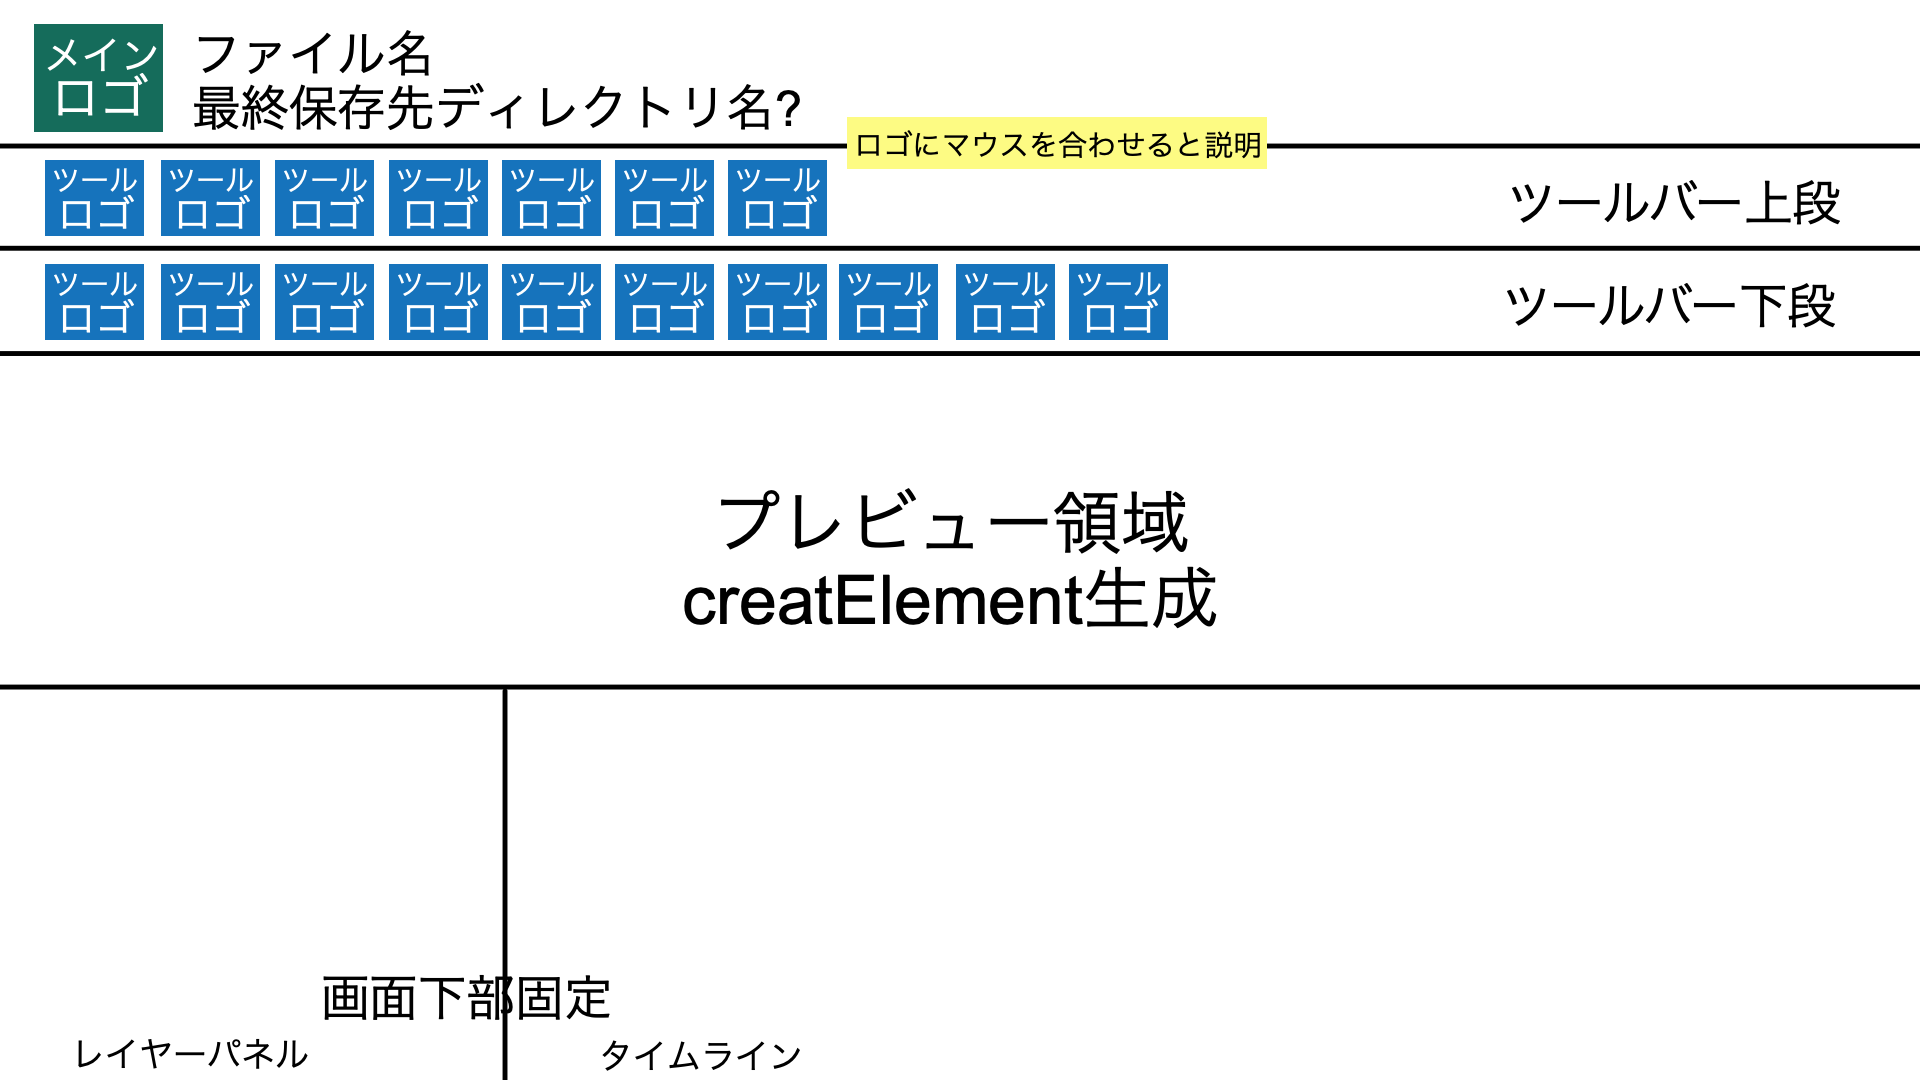 メイン
ロゴ
ファイル名
最終保存先ディレクトリ名?
ロゴにマウスを合わせると説明
ツール
ロゴ
ツール
ロゴ
ツール
ロゴ
ツール
ロゴ
ツール
ロゴ
ツール
ロゴ
ツール
ロゴ
ツールバー上段
ツール
ロゴ
ツール
ロゴ
ツール
ロゴ
ツール
ロゴ
ツール
ロゴ
ツール
ロゴ
ツール
ロゴ
ツール
ロゴ
ツール
ロゴ
ツール
ロゴ
ツールバー下段
プレビュー領域
creatElement生成
画面下部固定
レイヤーパネル
タイムライン